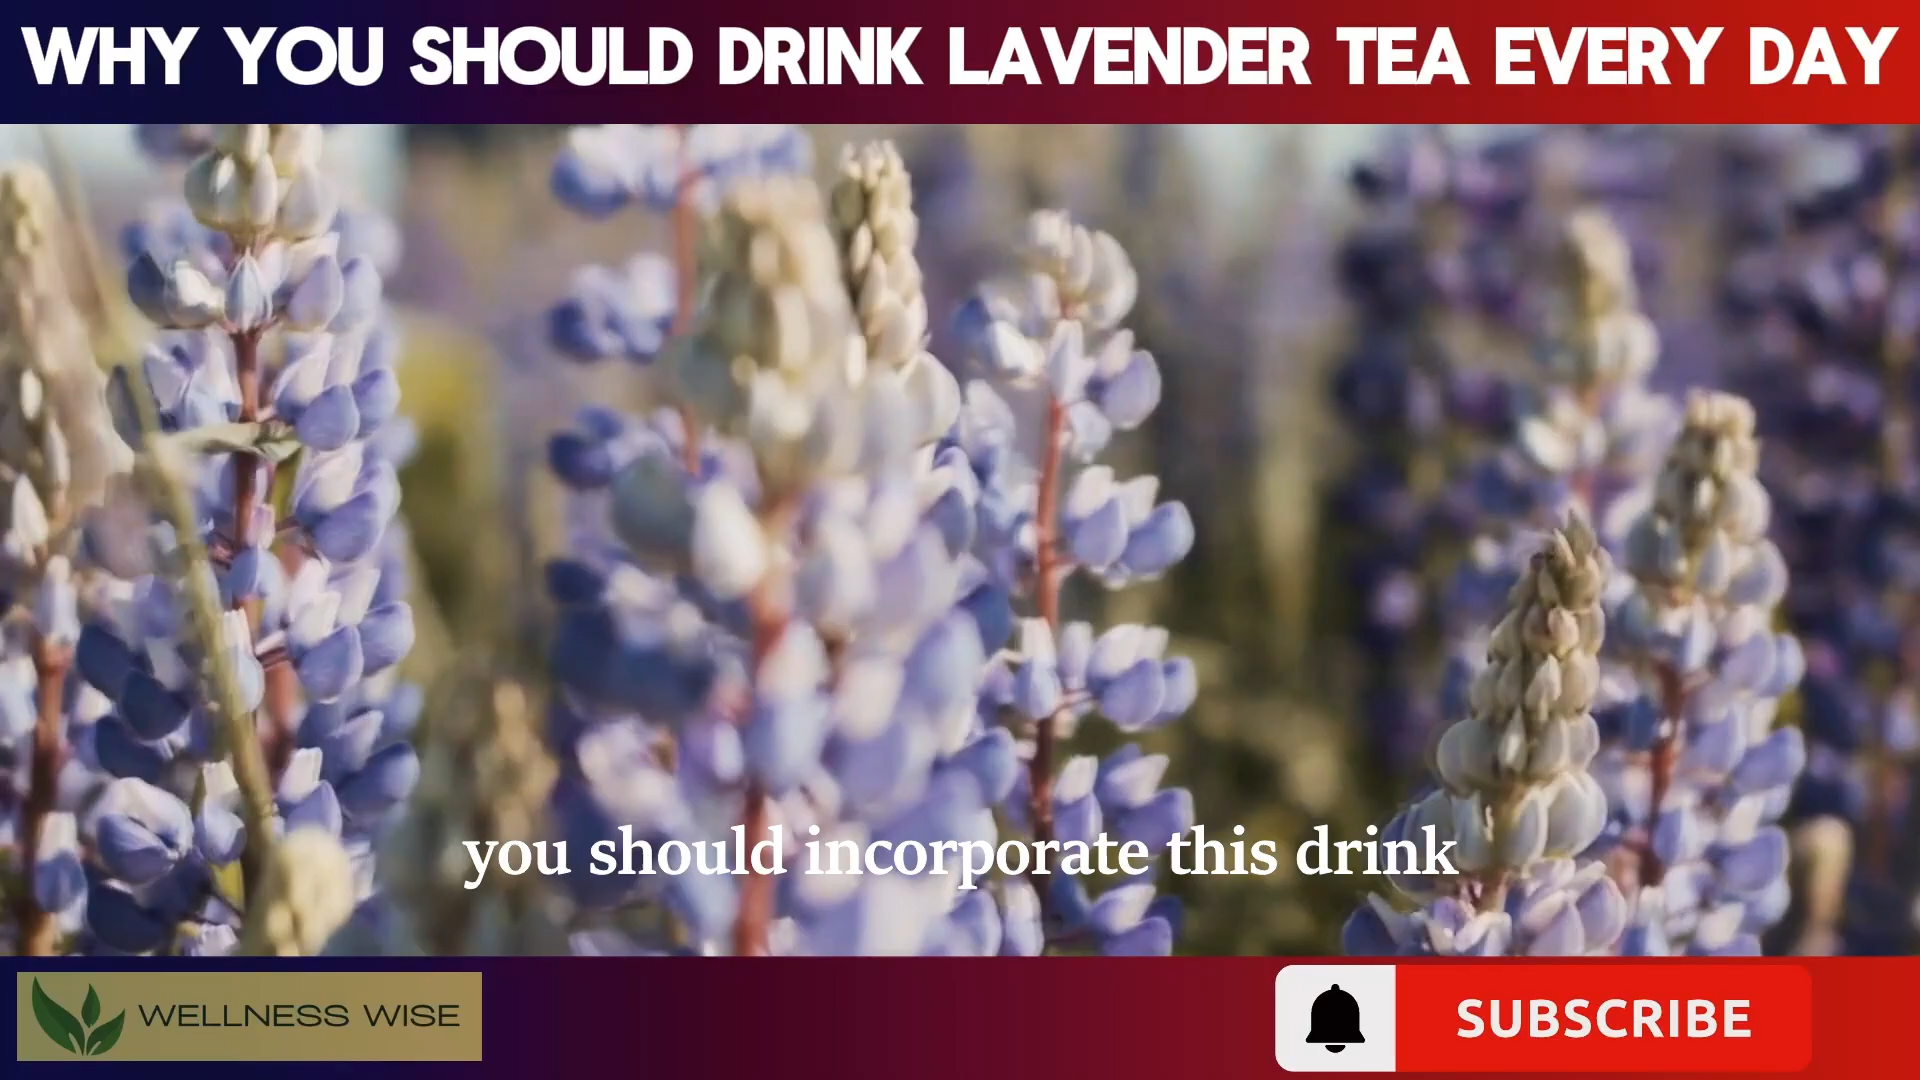 WHY YOU SHOULD DRINK LAVENDER TEA EVERY DAY
you should incorporate this drink
WELLNESS WISE
SUBSCRIBE